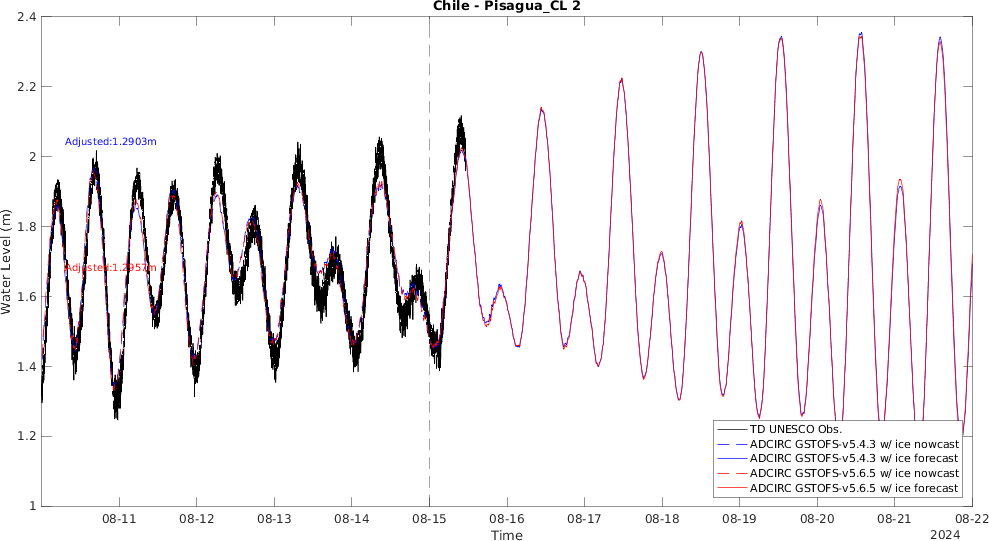 Chile - Pisagua_CL 2
2.4
2.2
2
1.8
1.6
1.4
1.2
1
Water Level (m)
Adjusted:1.2903m
Adjusted:1.2957m
TD UNESCO Obs.
ADCIRC GSTOFS-v5.4.3 w/ ice nowcast
ADCIRC GSTOFS-v5.4.3 w/ ice forecast
ADCIRC GSTOFS-v5.6.5 w/ ice nowcast
ADCIRC GSTOFS-v5.6.5 w/ ice forecast
08-11 08-12 08-13 08-14 08-15 08-16 08-17 08-18 08-19 08-20 08-21 08-22
Time
2024